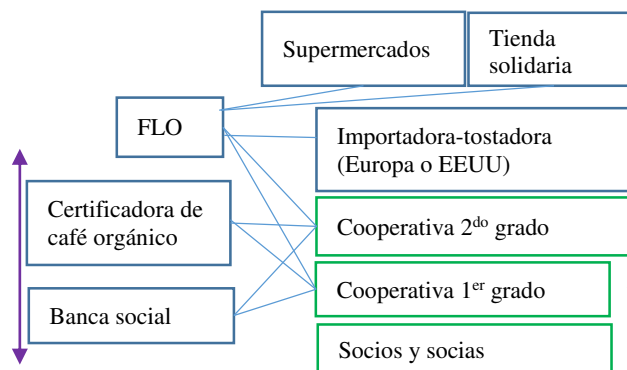 Supermercados
Tienda
solidaria
FLO
Importadora-tostadora
(Europa o EEUU)
Certificadora de
café orgánico
Cooperativa 2do grado
Cooperativa 1er grado
Banca social
Socios y socias